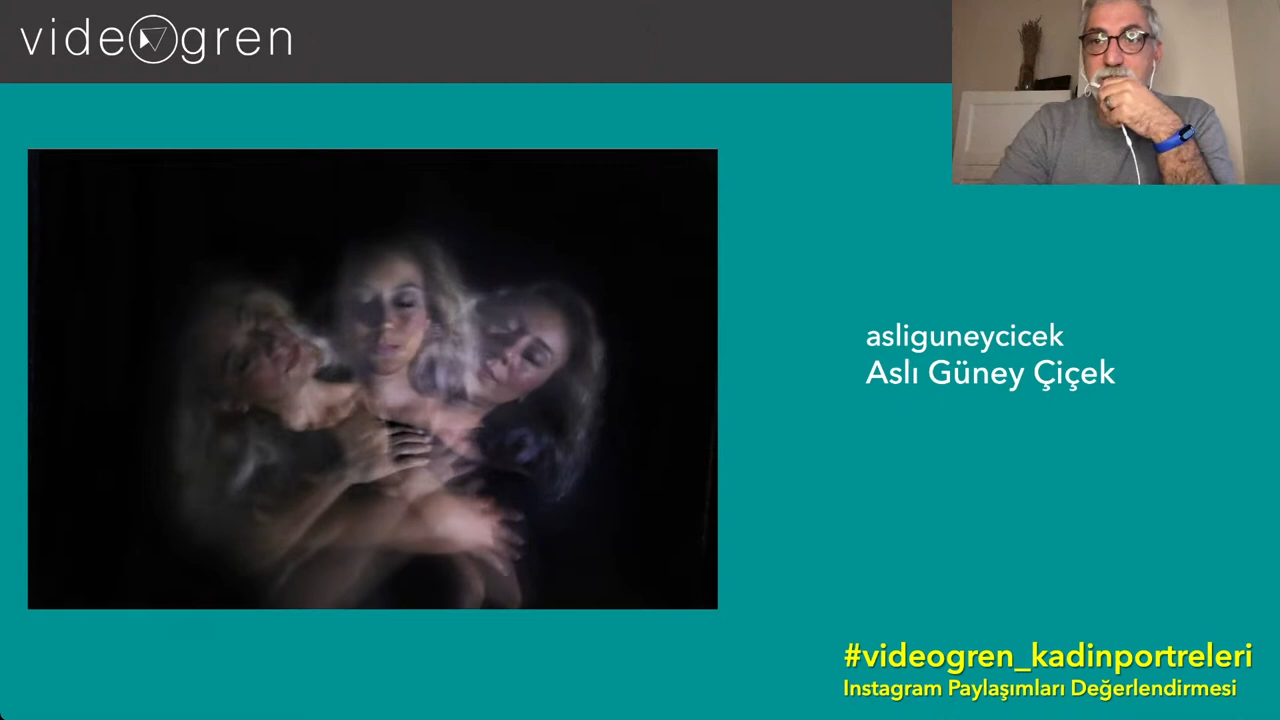 videogren
asliguneycicek
Aslı Güney Çiçek
#videogren_kadinportreleri
Instagram Paylaşımları Değerlendirmesi